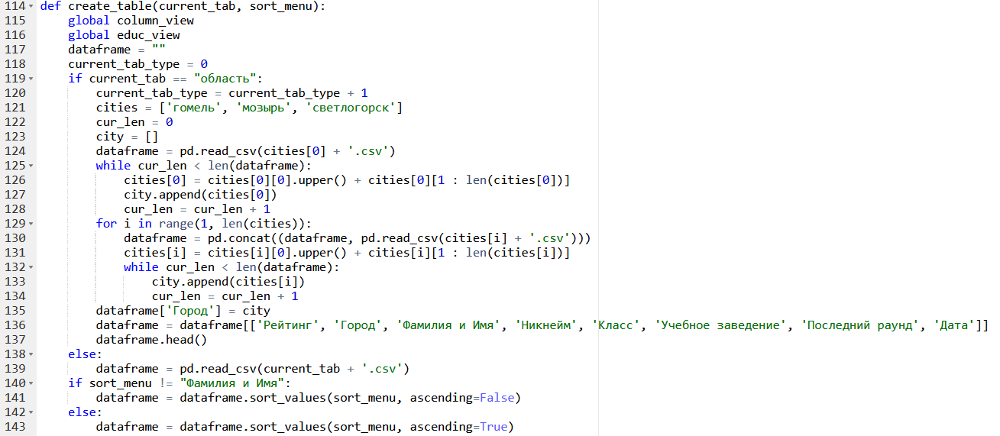 114 def create_table(current_tab, sort_menu):
115     global column_view
116     global educ_view
117     dataframe = ""
118     current_tab_type = 0
119     if current_tab == "область":
120         current_tab_type = current_tab_type + 1
121         cities = ['гомель', 'мозырь', 'светлогорск']
122         cur_len = 0
123         city = []
124         dataframe = pd.read_csv(cities[0] + '.csv')
125         while cur_len < len(dataframe):
126             cities[0] = cities[0][0].upper() + cities[0][1 : len(cities[0])]
127             city.append(cities[0])
128             cur_len = cur_len + 1
129         for i in range(1, len(cities)):
130             dataframe = pd.concat((dataframe, pd.read_csv(cities[i] + '.csv')))
131             cities[i] = cities[i][0].upper() + cities[i][1 : len(cities[i])]
132             while cur_len < len(dataframe):
133                 city.append(cities[i])
134                 cur_len = cur_len + 1
135         dataframe['Город'] = city
136         dataframe = dataframe[['Рейтинг', 'Город', 'Фамилия и Имя', 'Никнейм', 'Класс', 'Учебное заведение', 'Последний раунд', 'Дата']]
137         dataframe.head()
138     else:
139         dataframe = pd.read_csv(current_tab + '.csv')
140     if sort_menu != "Фамилия и Имя":
141         dataframe = dataframe.sort_values(sort_menu, ascending=False)
142     else:
143         dataframe = dataframe.sort_values(sort_menu, ascending=True)